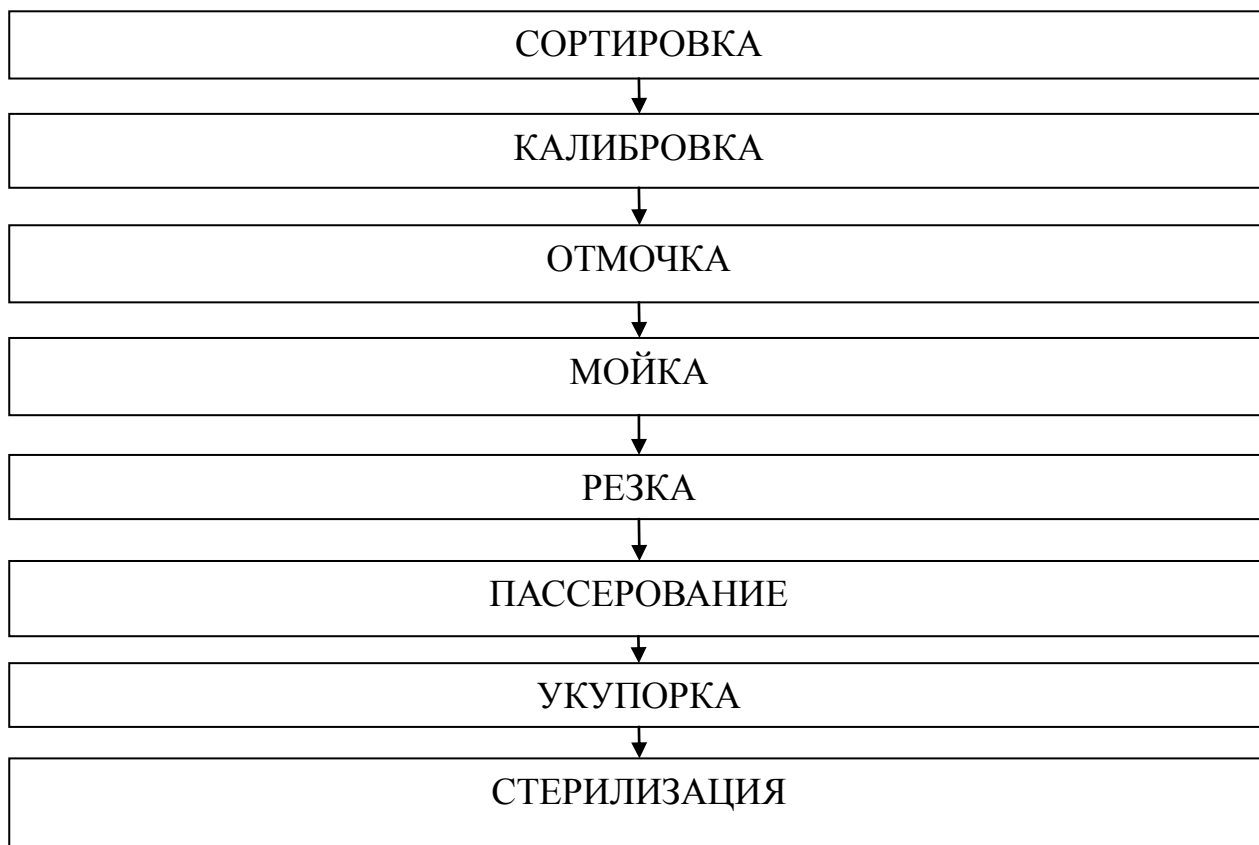 СОРТИРОВКА
КАЛИБРОВКА
ОТМОЧКА
МОЙКА
РЕЗКА
ПАССЕРОВАНИЕ
УКУПОРКА
СТЕРИЛИЗАЦИЯ